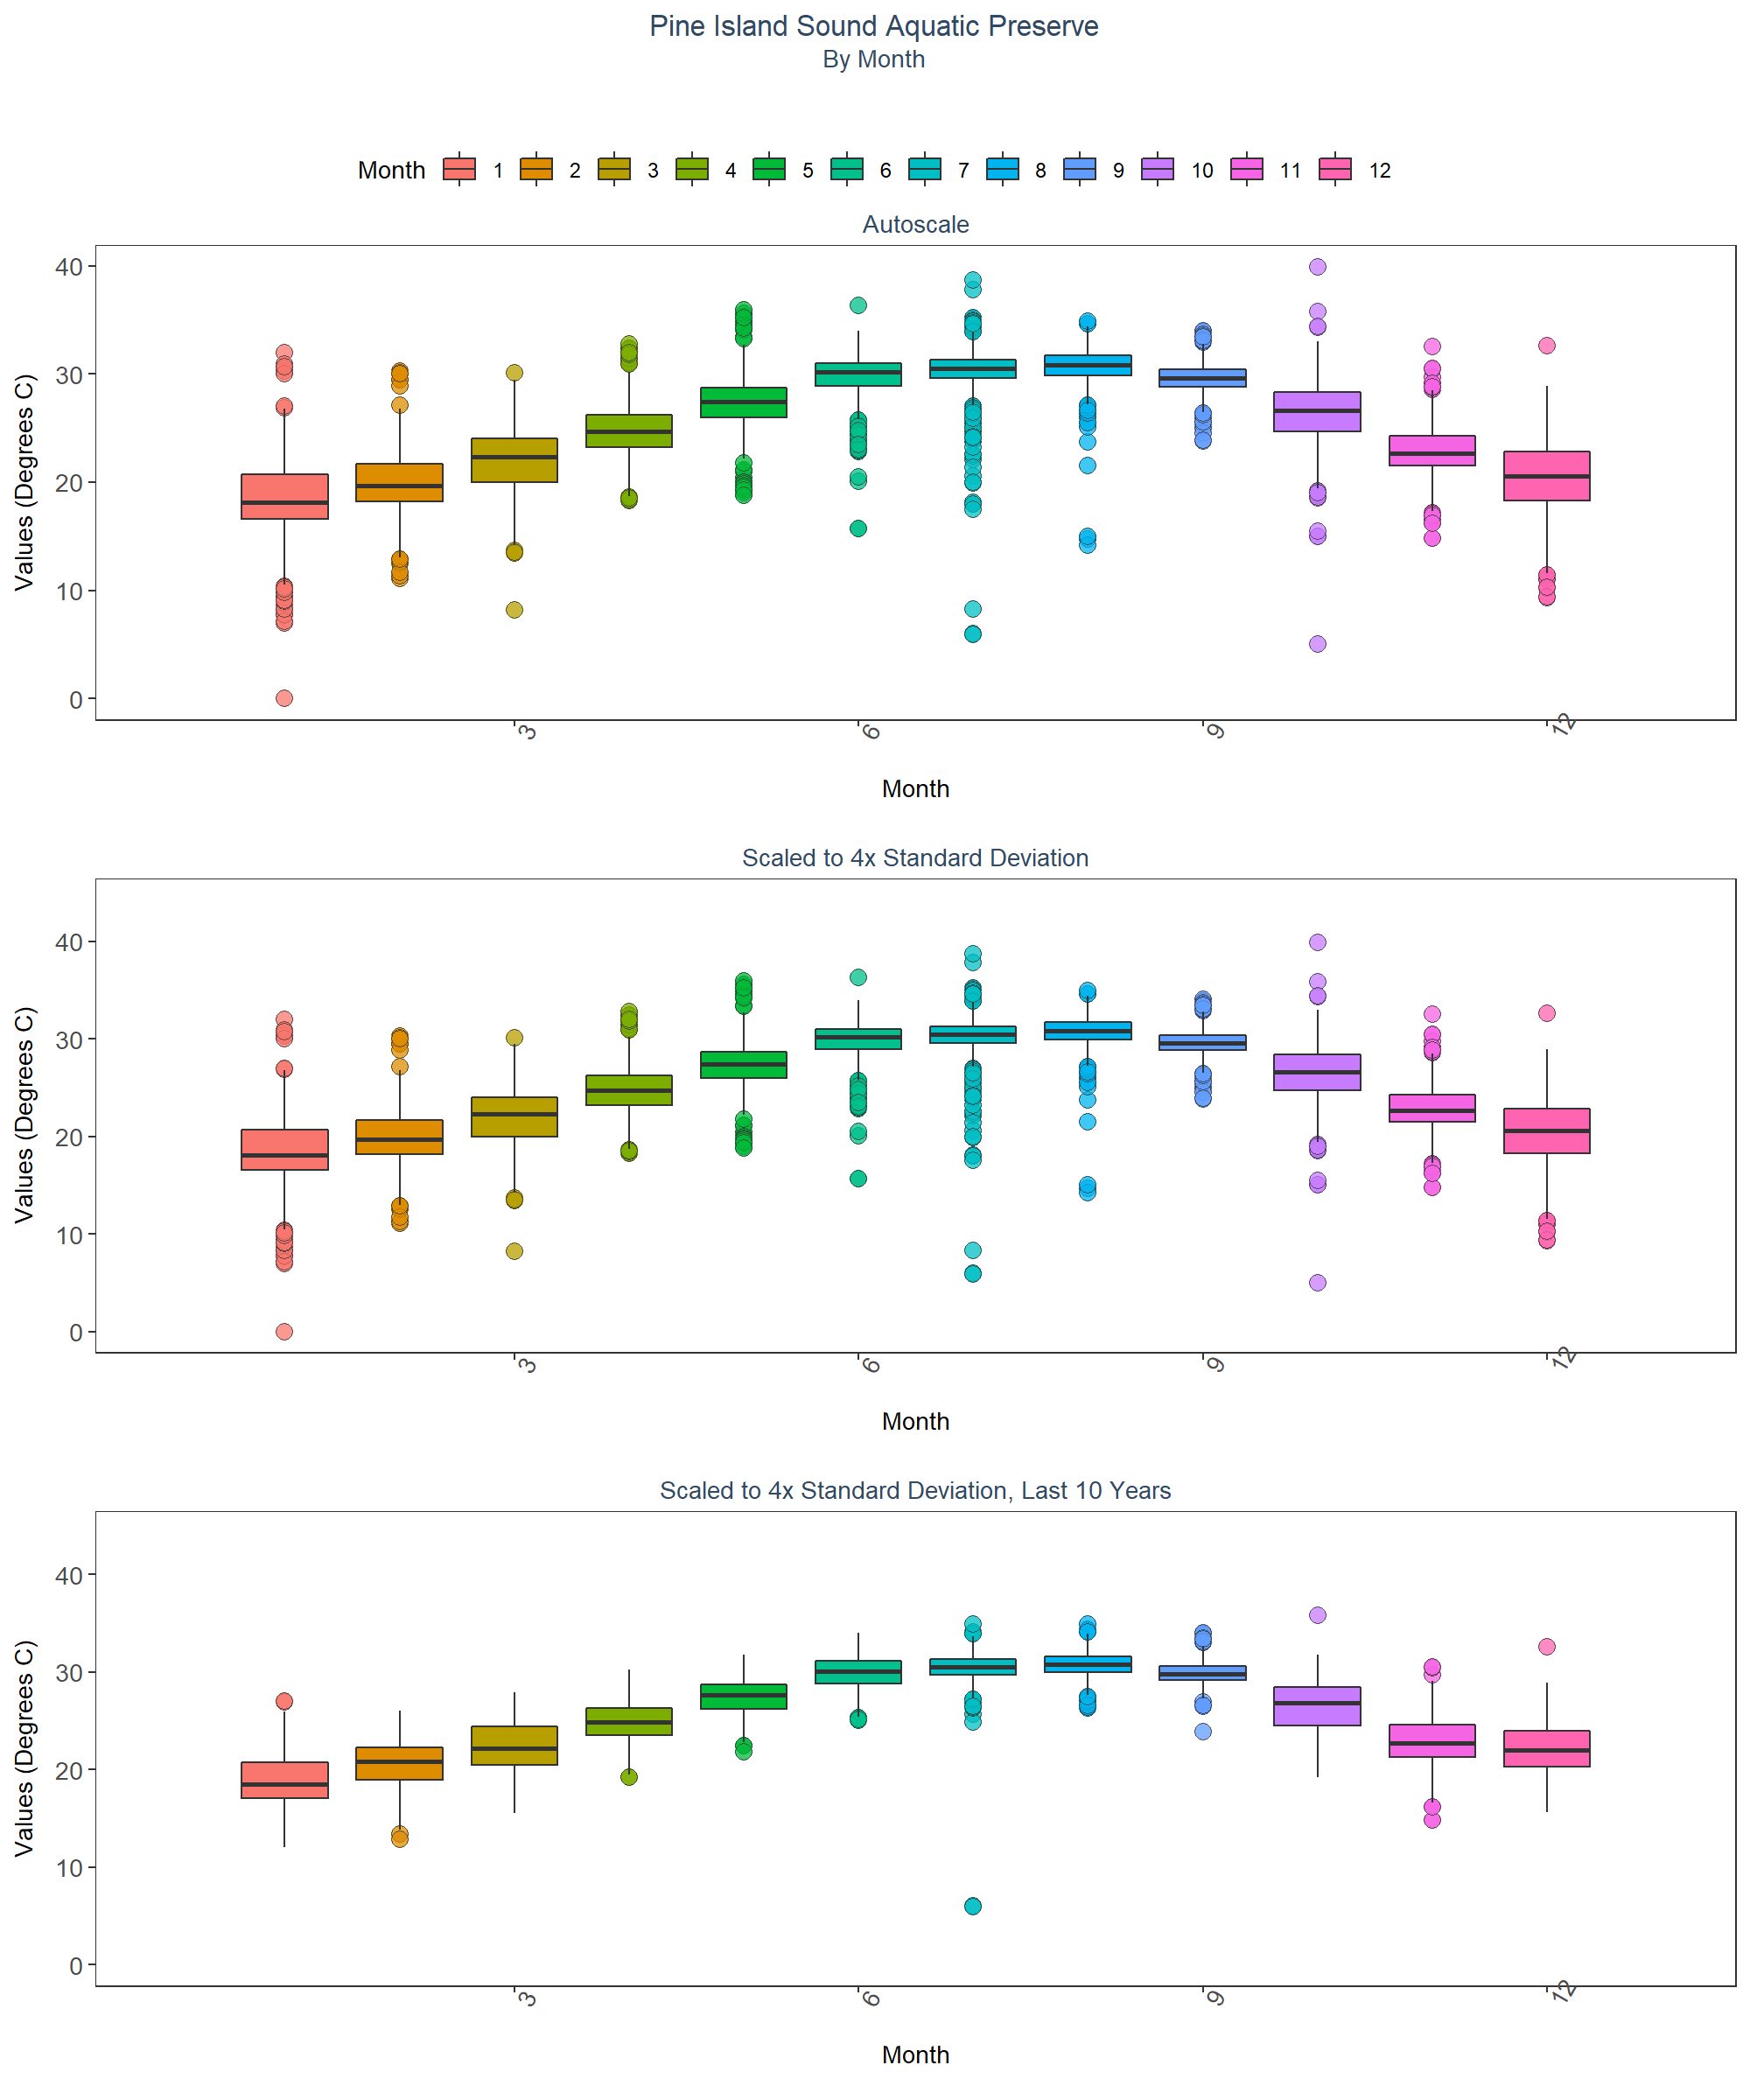 Pine Island Sound Aquatic Preserve
By Month
Month 1 2 3 4 5 6 7 8 9 10 11 12
Autoscale
Values (Degrees C)
40
30
20
10
0
3 6 9 12
Month
Scaled to 4x Standard Deviation
Values (Degrees C)
40
30
20
10
0
3 6 9 12
Month
Scaled to 4x Standard Deviation, Last 10 Years
Values (Degrees C)
40
30
20
10
0
3 6 9 12
Month